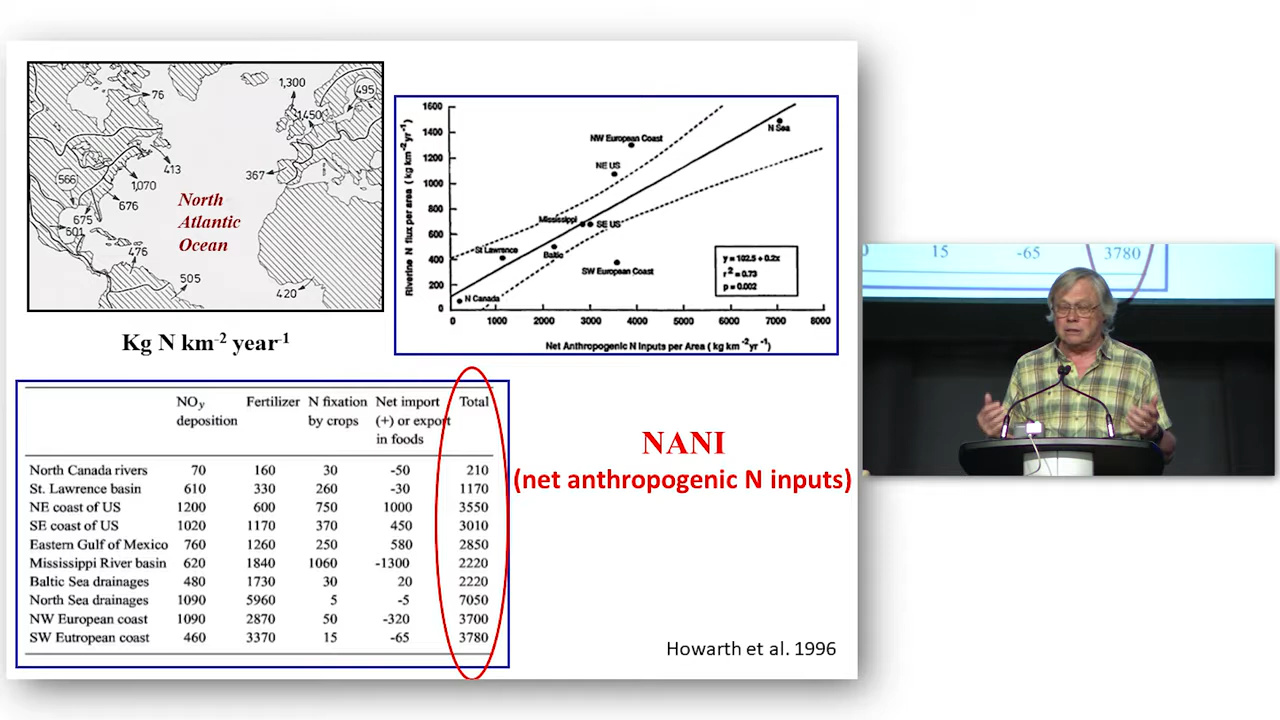 1,300
495
76
1450
413
367
566
1,070
North
Atlantic
Ocean
676
675
601
476
505
420
Kg N km-2 year-1
1600
1400
1200
1000
800
600
400
200
0
Riverine N flux per area ( kg km-2 yr-1 )
NW European Coast
N Sea
NE US
Mississippi
SE US
St Lawrence
Baltic
SW European Coast
N Canada
y = 102.5 + 0.2x
r2 = 0.73
p = 0.002
0 1000 2000 3000 4000 5000 6000 7000 8000
Net Anthropogenic N Inputs per Area ( kg km-2 yr-1 )
NOy deposition Fertilizer N fixation by crops Net import (+) or export in foods Total
North Canada rivers 70 160 30 -50 210
St. Lawrence basin 610 330 260 -30 1170
NE coast of US 1200 600 750 1000 3550
SE coast of US 1020 1170 370 450 3010
Eastern Gulf of Mexico 760 1260 250 580 2850
Mississippi River basin 620 1840 1060 -1300 2220
Baltic Sea drainages 480 1730 30 20 2220
North Sea drainages 1090 5960 5 -5 7050
NW European coast 1090 2870 50 -320 3700
SW Eutropean coast 460 3370 15 -65 3780
NANI
(net anthropogenic N inputs)
Howarth et al. 1996
15 -65 3780